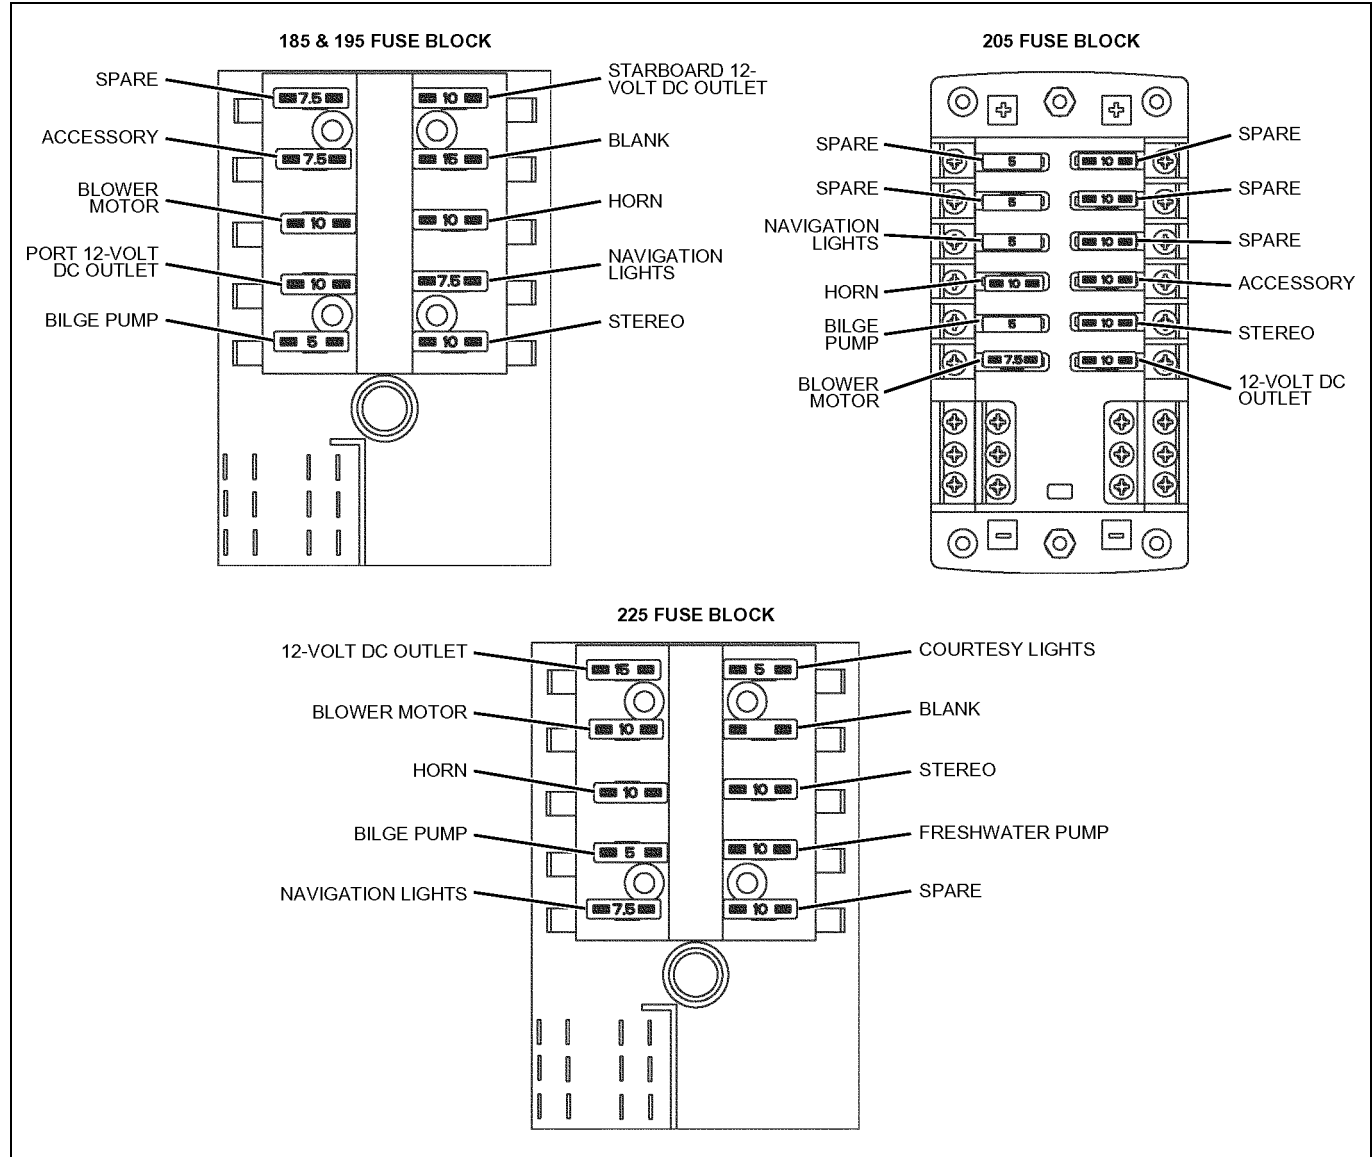 185 & 195 FUSE BLOCK
SPARE
7.5
10
STARBOARD 12-
VOLT DC OUTLET
ACCESSORY
7.5
15
BLANK
BLOWER
MOTOR
10
10
HORN
PORT 12-VOLT
DC OUTLET
10
7.5
NAVIGATION
LIGHTS
BILGE PUMP
5
10
STEREO
205 FUSE BLOCK
+ +
SPARE
5
10
SPARE
SPARE
5
10
SPARE
NAVIGATION
LIGHTS
5
10
SPARE
HORN
10
10
ACCESSORY
BILGE
PUMP
5
10
STEREO
BLOWER
MOTOR
7.5
10
12-VOLT DC
OUTLET
- -
225 FUSE BLOCK
12-VOLT DC OUTLET
15
5
COURTESY LIGHTS
BLOWER MOTOR
10
BLANK
HORN
10
10
STEREO
BILGE PUMP
5
10
FRESHWATER PUMP
NAVIGATION LIGHTS
7.5
10
SPARE